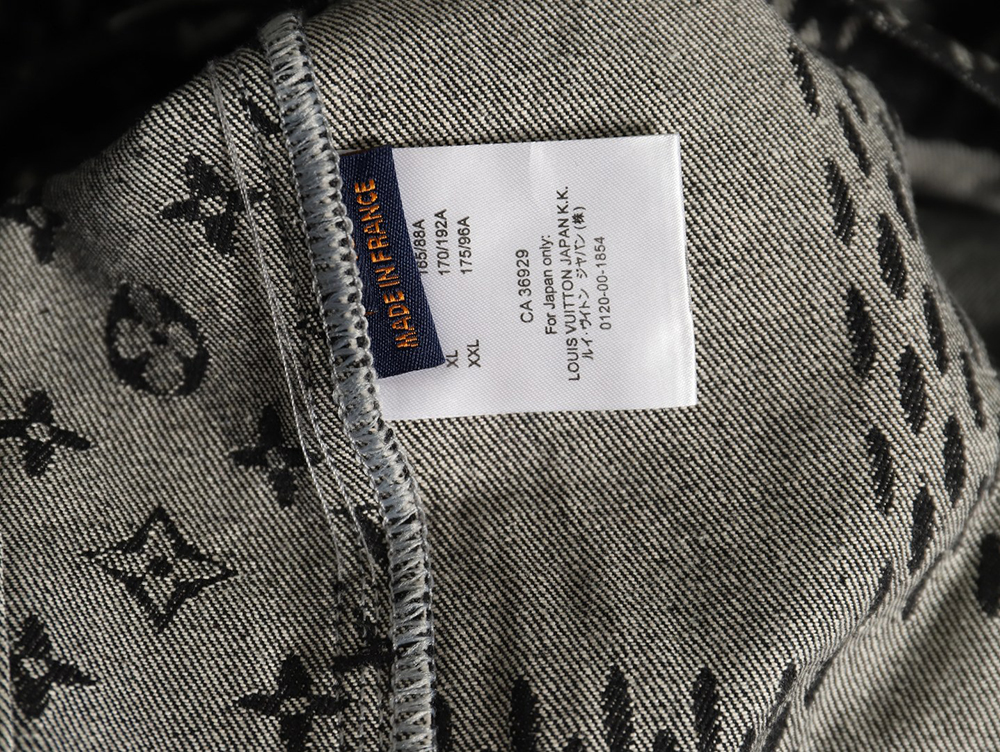 MADE IN FRANCE
165/88A
XL 170/192A
XXL 175/96A
CA 36929
For Japan only:
LOUIS VUITTON JAPAN K.K.
ルイ・ヴィトン ジャパン (株)
0120-00-1854